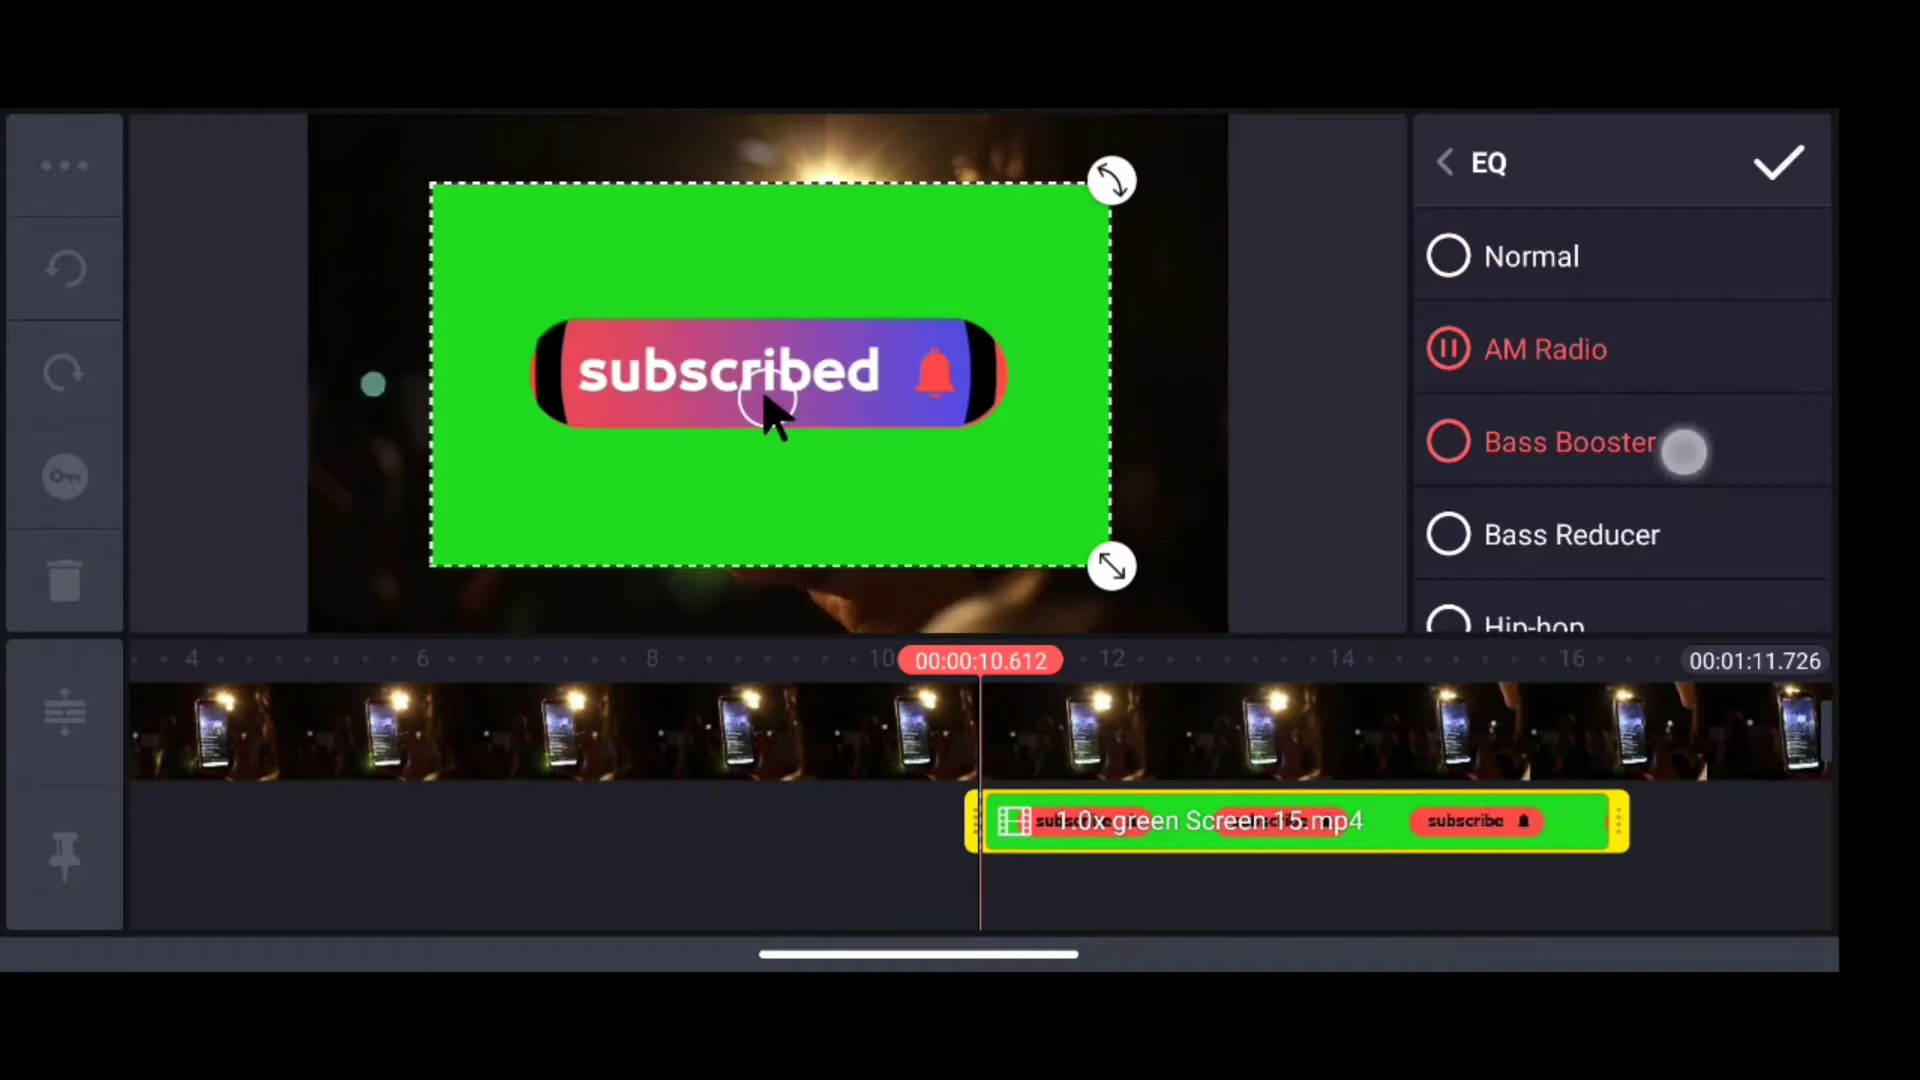 EQ
Normal
subscribed
AM Radio
Bass Booster
Bass Reducer
Hip-hop
4 6 8 10 00:00:10.612 12 14 16 00:01:11.726
1.0x green Screen 15.mp4
subscribe